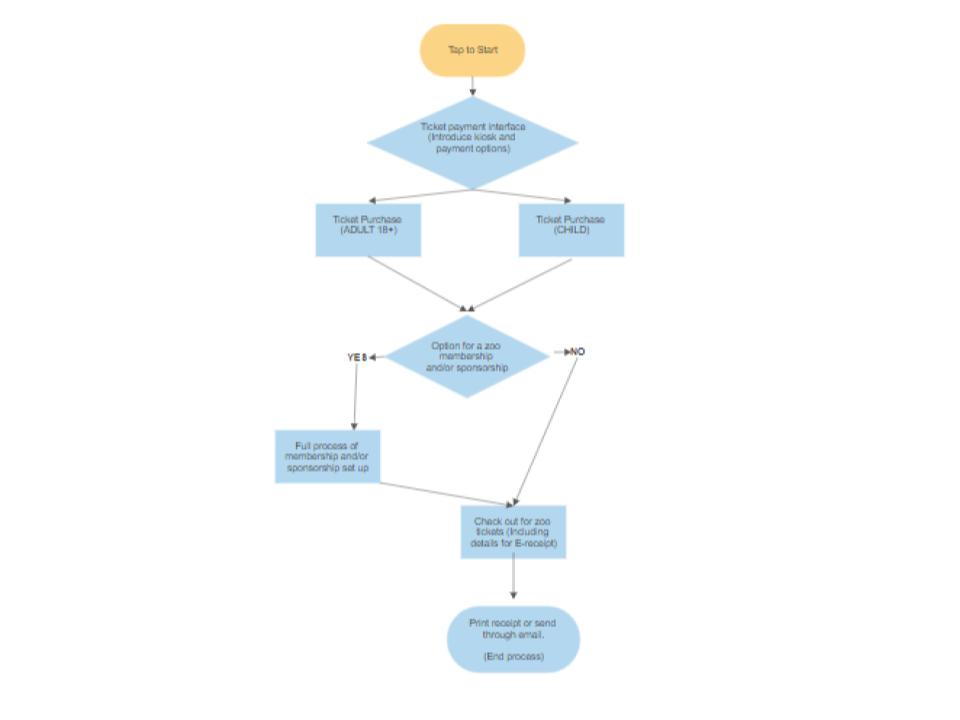 Tap to Start
Ticket payment interface
(Introduce kiosk and
payment options)
Ticket Purchase
(ADULT 18+)
Ticket Purchase
(CHILD)
Option for a zoo
membership
and/or sponsorship
YES
NO
Full process of
membership and/or
sponsorship set up
Check out for zoo
tickets (Including
details for E-receipt)
Print receipt or send
through email.
(End process)